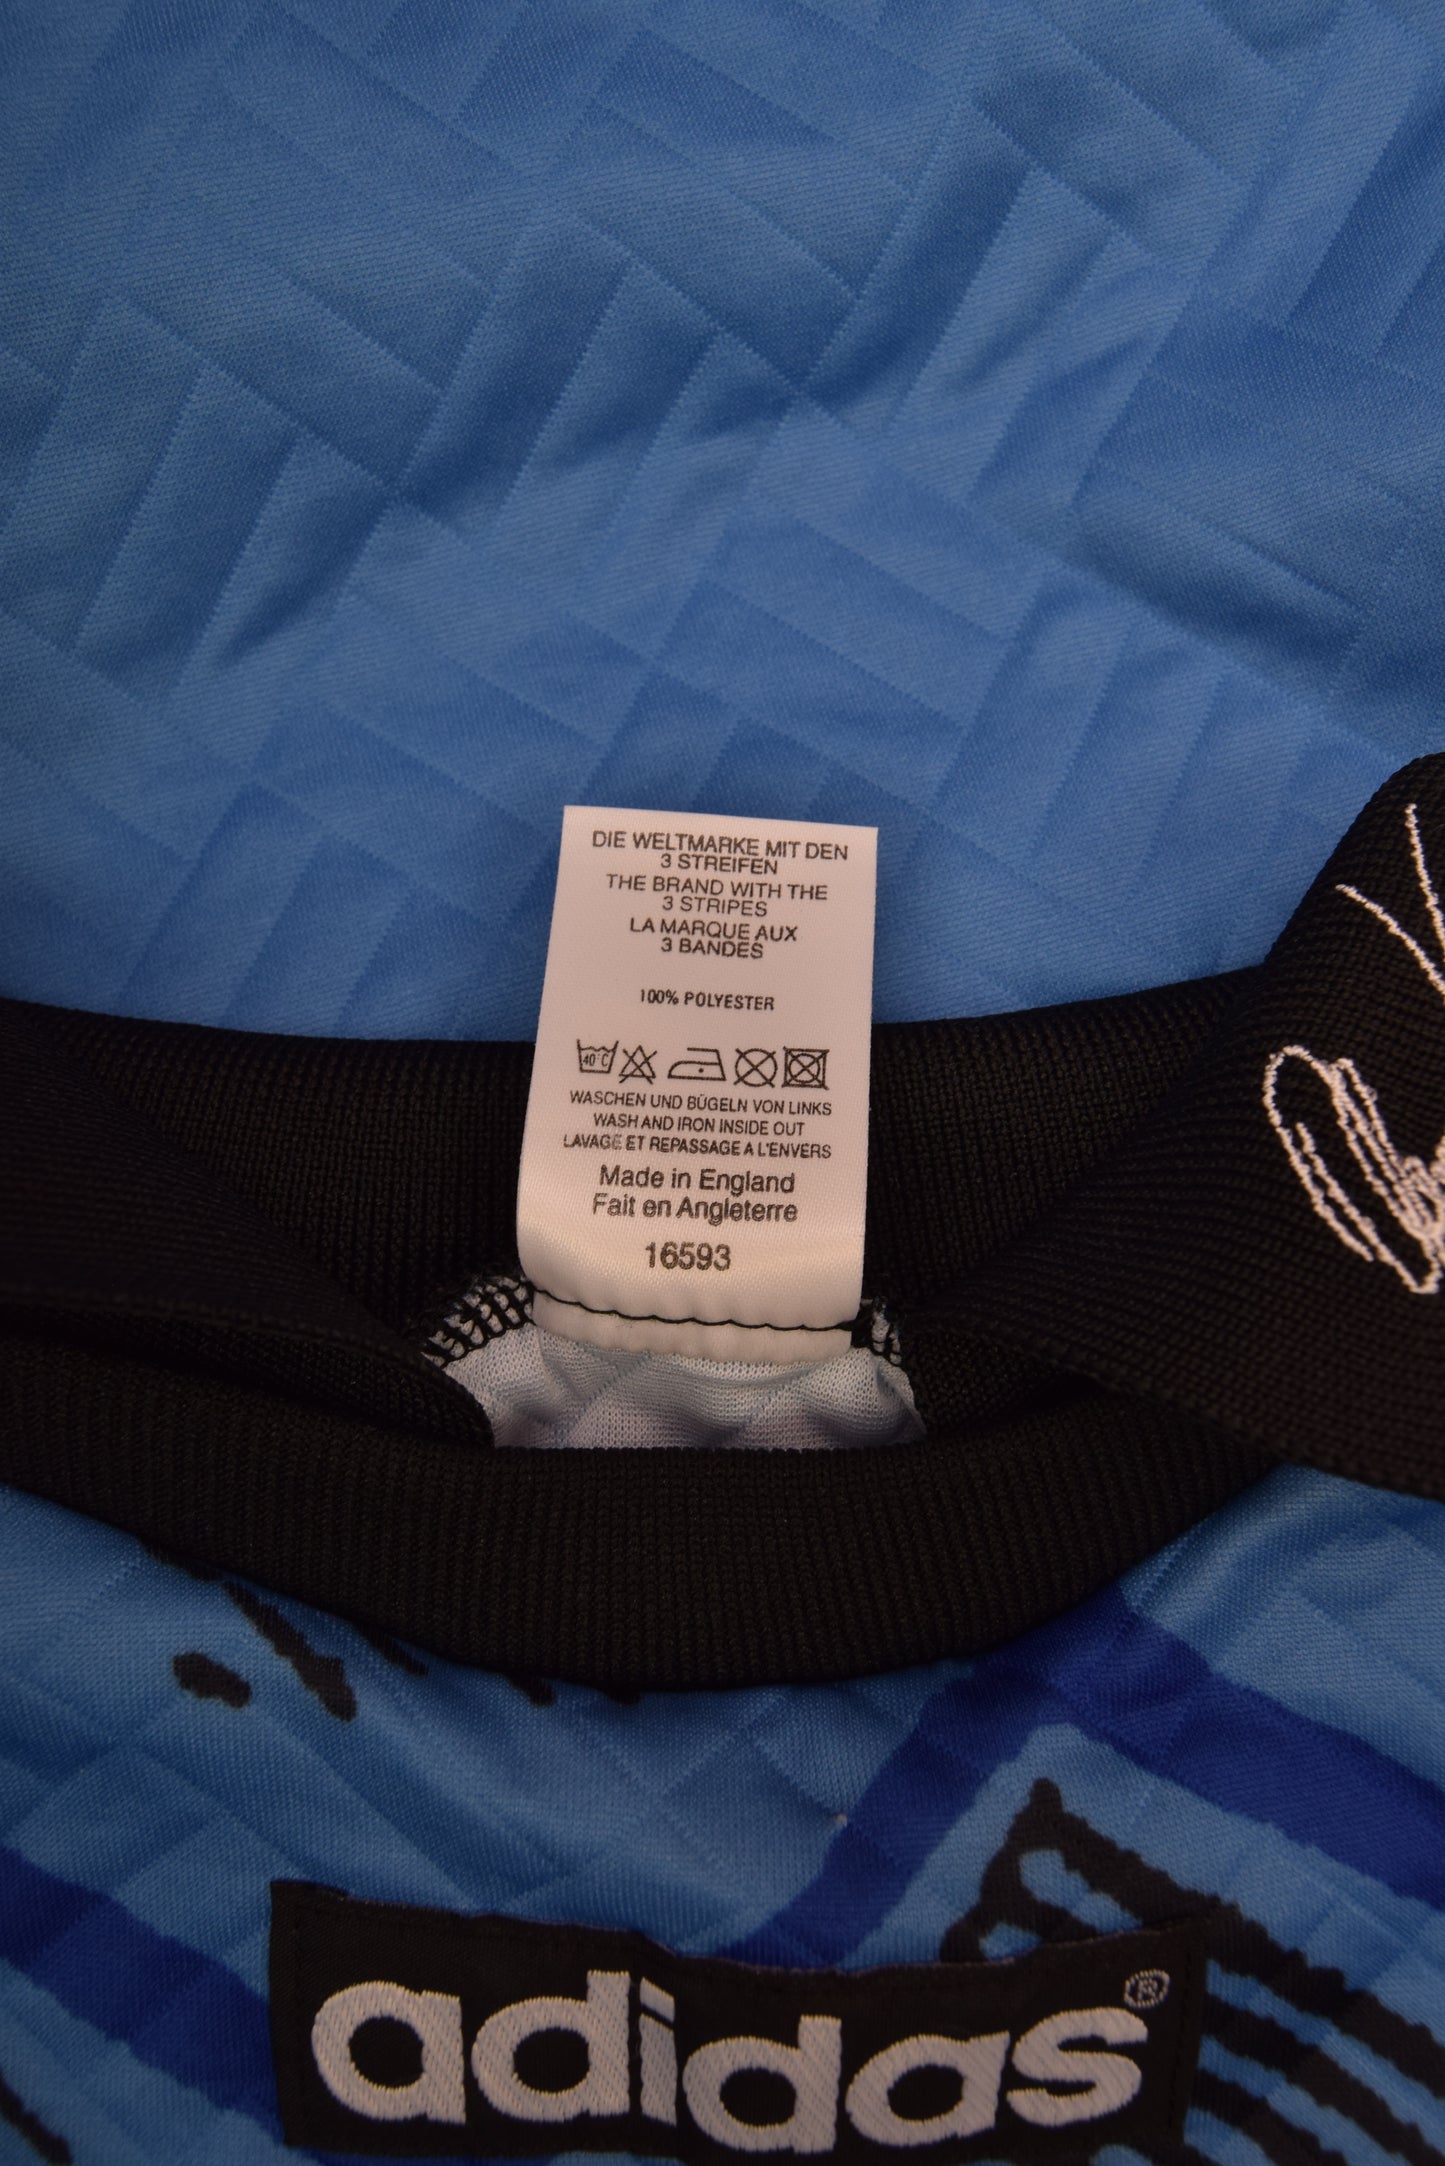 DIE WELTMARKE MIT DEN
3 STREIFEN
THE BRAND WITH THE
3 STRIPES
LA MARQUE AUX
3 BANDES
100% POLYESTER
40°C
WASCHEN UND BÜGELN VON LINKS
WASH AND IRON INSIDE OUT
LAVAGE ET REPASSAGE A L'ENVERS
Made in England
Fait en Angleterre
16593
adidas®